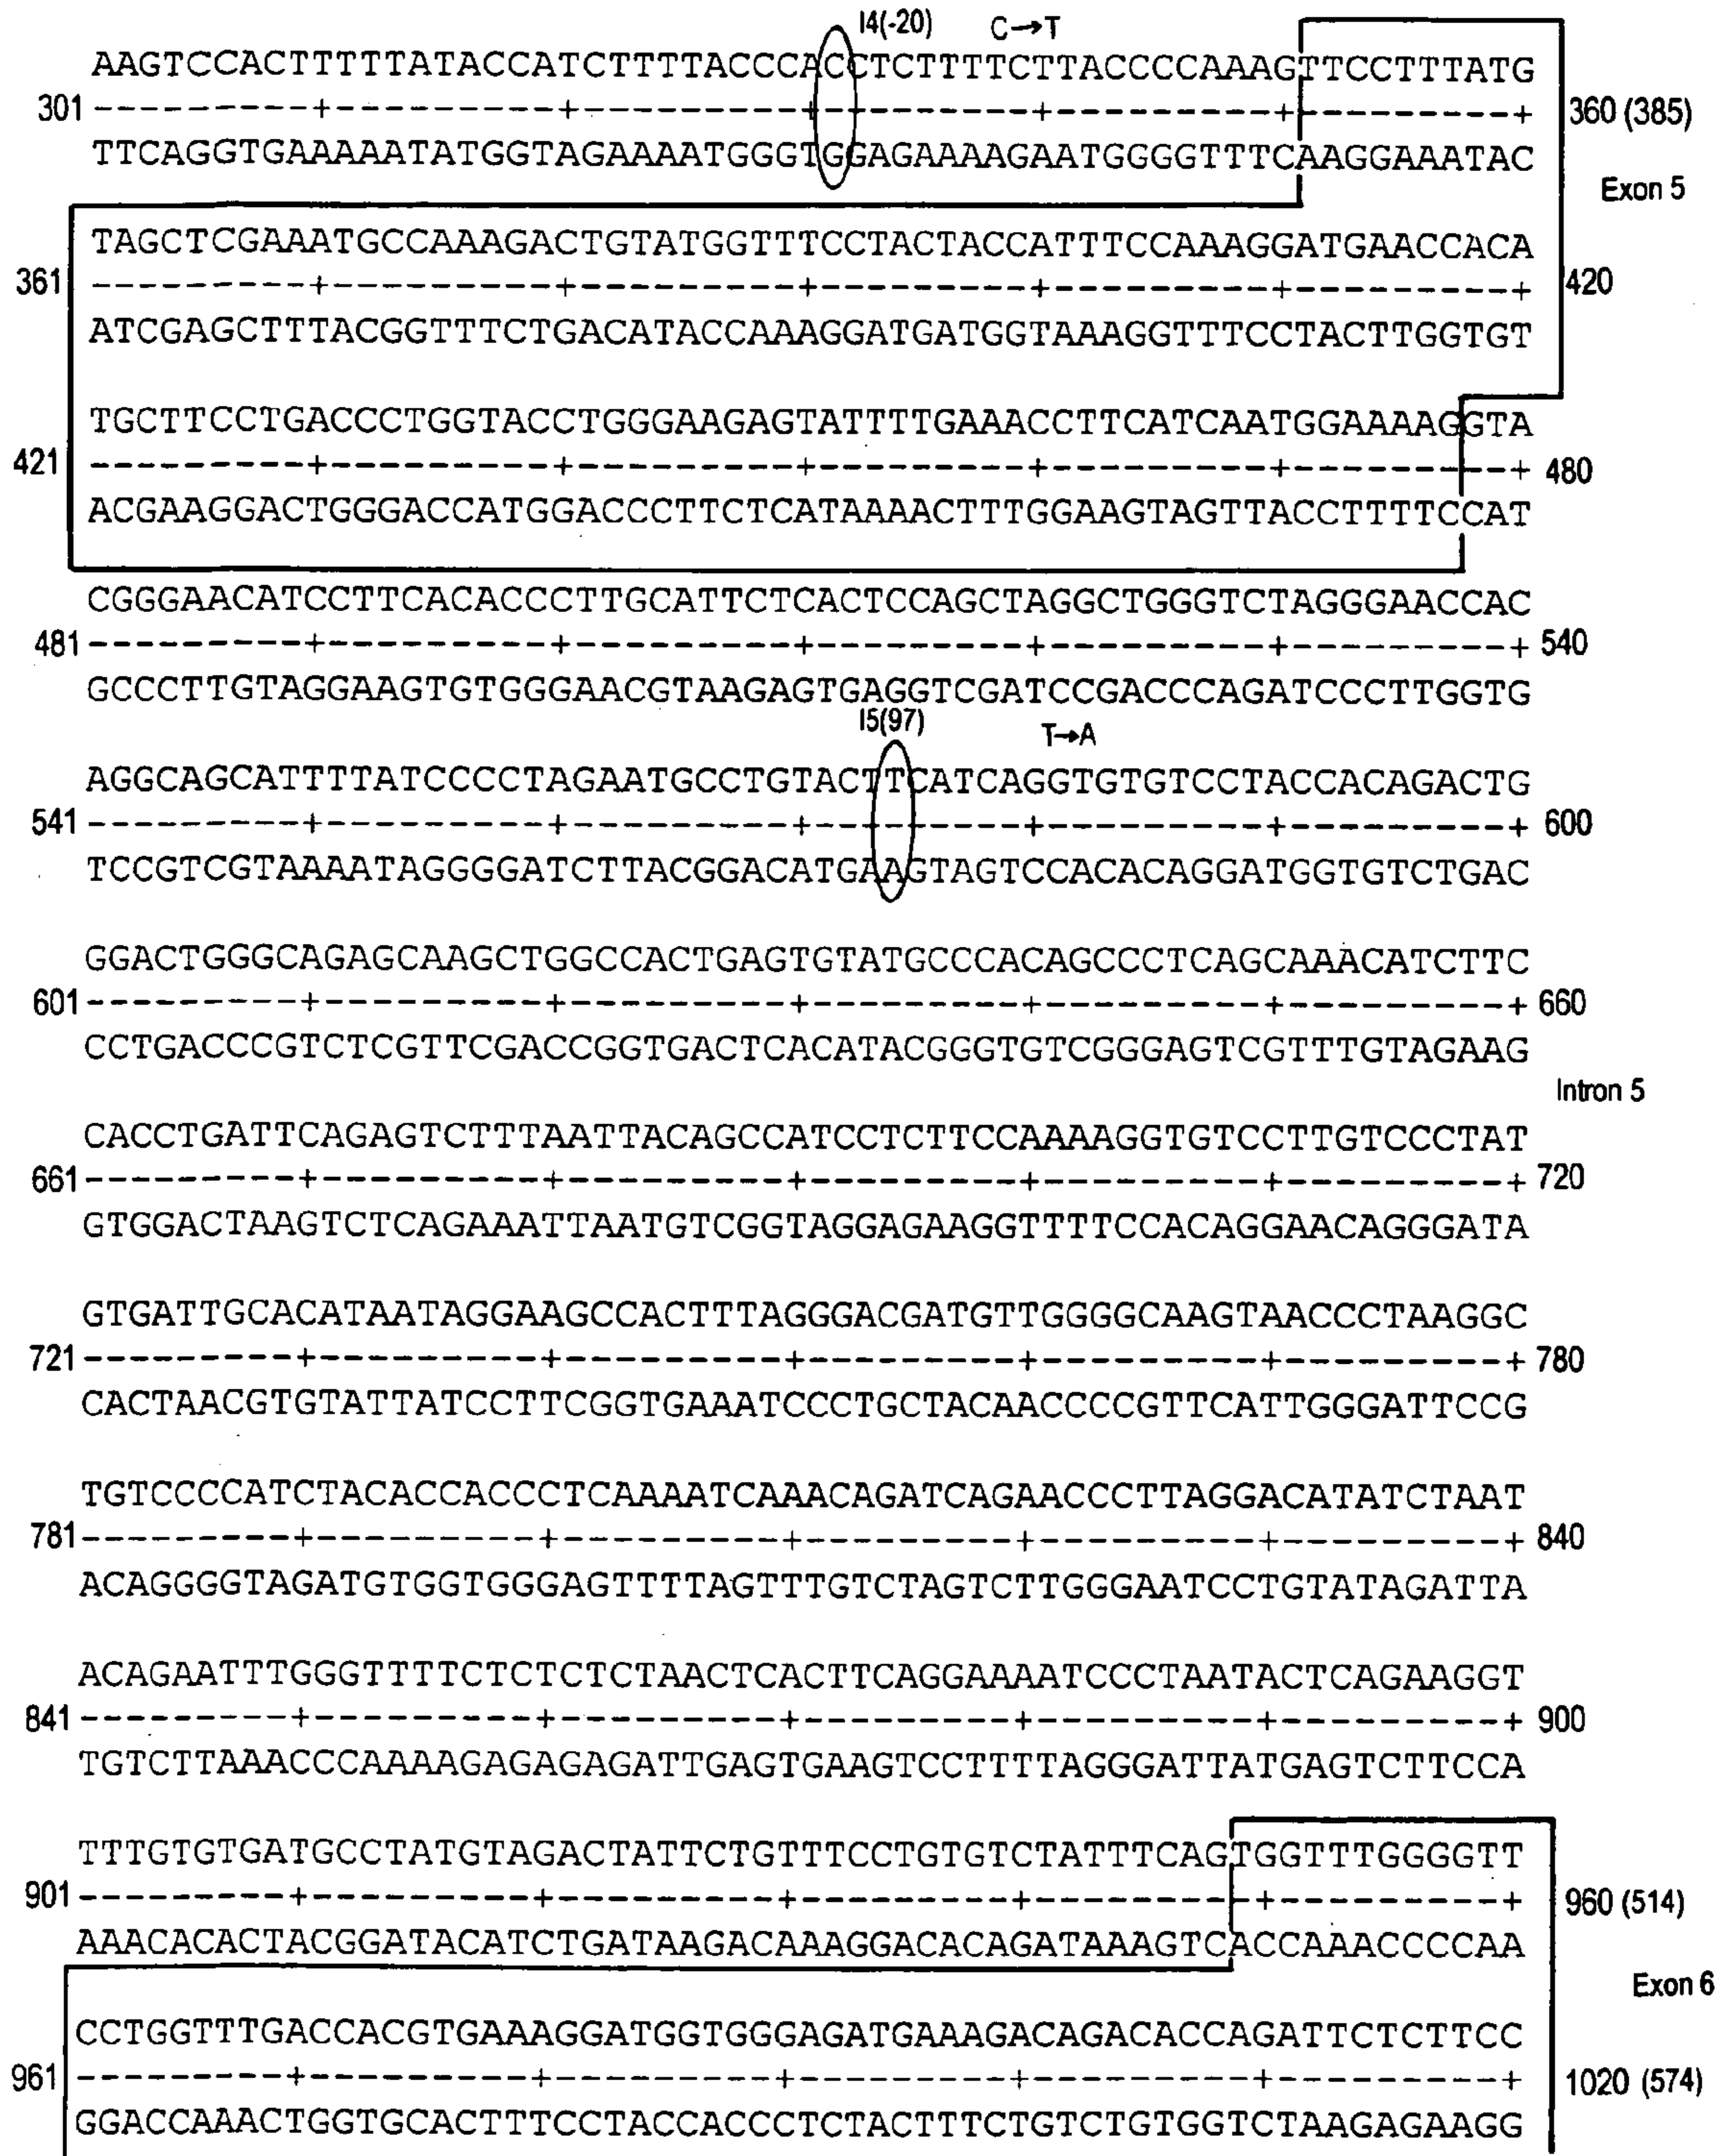 I4(-20) C→T
AAGTCCACTTTTTATACCATCTTTTACCCACCTCTTTTCTTACCCCAAAGTTCCTTTATG
301 ---------+---------+---------+---------+---------+---------+ 360 (385)
TTCAGGTGAAAAATATGGTAGAAAATGGGTGGAGAAAAGAATGGGGTTTCAAGGAAATAC
Exon 5
TAGCTCGAAATGCCAAAGACTGTATGGTTTCCTACTACCATTTCCAAAGGATGAACCACA
361 ---------+---------+---------+---------+---------+---------+ 420
ATCGAGCTTTACGGTTTCTGACATACCAAAGGATGATGGTAAAGGTTTCCTACTTGGTGT
TGCTTCCTGACCCTGGTACCTGGGAAGAGTATTTTGAAACCTTCATCAATGGAAAAGGTA
421 ---------+---------+---------+---------+---------+---------+ 480
ACGAAGGACTGGGACCATGGACCCTTCTCATAAAACTTTGGAAGTAGTTACCTTTTCCAT
CGGGAACATCCTTCACACCCTTGCATTCTCACTCCAGCTAGGCTGGGTCTAGGGAACCAC
481 ---------+---------+---------+---------+---------+---------+ 540
GCCCTTGTAGGAAGTGTGGGAACGTAAGAGTGAGGTCGATCCGACCCAGATCCCTTGGTG
I5(97) T→A
AGGCAGCATTTTATCCCCTAGAATGCCTGTACTTCATCAGGTGTGTCCTACCACAGACTG
541 ---------+---------+---------+---------+---------+---------+ 600
TCCGTCGTAAAATAGGGGATCTTACGGACATGAAGTAGTCCACACAGGATGGTGTCTGAC
GGACTGGGCAGAGCAAGCTGGCCACTGAGTGTATGCCCACAGCCCTCAGCAAACATCTTC
601 ---------+---------+---------+---------+---------+---------+ 660
CCTGACCCGTCTCGTTCGACCGGTGACTCACATACGGGTGTCGGGAGTCGTTTGTAGAAG
Intron 5
CACCTGATTCAGAGTCTTTAATTACAGCCATCCTCTTCCAAAAGGTGTCCTTGTCCCTAT
661 ---------+---------+---------+---------+---------+---------+ 720
GTGGACTAAGTCTCAGAAATTAATGTCGGTAGGAGAAGGTTTTCCACAGGAACAGGGATA
GTGATTGCACATAATAGGAAGCCACTTTAGGGACGATGTTGGGGCAAGTAACCCTAAGGC
721 ---------+---------+---------+---------+---------+---------+ 780
CACTAACGTGTATTATCCTTCGGTGAAATCCCTGCTACAACCCCGTTCATTGGGATTCCG
TGTCCCCATCTACACCACCCTCAAAATCAAACAGATCAGAACCCTTAGGACATATCTAAT
781 ---------+---------+---------+---------+---------+---------+ 840
ACAGGGGTAGATGTGGTGGGAGTTTTAGTTTGTCTAGTCTTGGGAATCCTGTATAGATTA
ACAGAATTTGGGTTTTCTCTCTCTAACTCACTTCAGGAAAATCCCTAATACTCAGAAGGT
841 ---------+---------+---------+---------+---------+---------+ 900
TGTCTTAAACCCAAAAGAGAGAGATTGAGTGAAGTCCTTTTAGGGATTATGAGTCTTCCA
TTTGTGTGATGCCTATGTAGACTATTCTGTTTCCTGTGTCTATTTCAGTGGTTTGGGGTT
901 ---------+---------+---------+---------+---------+---------+ 960 (514)
AAACACACTACGGATACATCTGATAAGACAAAGGACACAGATAAAGTCACCAAACCCCAA
Exon 6
CCTGGTTTGACCACGTGAAAGGATGGTGGGAGATGAAAGACAGACACCAGATTCTCTTCC
961 ---------+---------+---------+---------+---------+---------+ 1020 (574)
GGACCAAACTGGTGCACTTTCCTACCACCCTCTACTTTCTGTCTGTGGTCTAAGAGAAGG